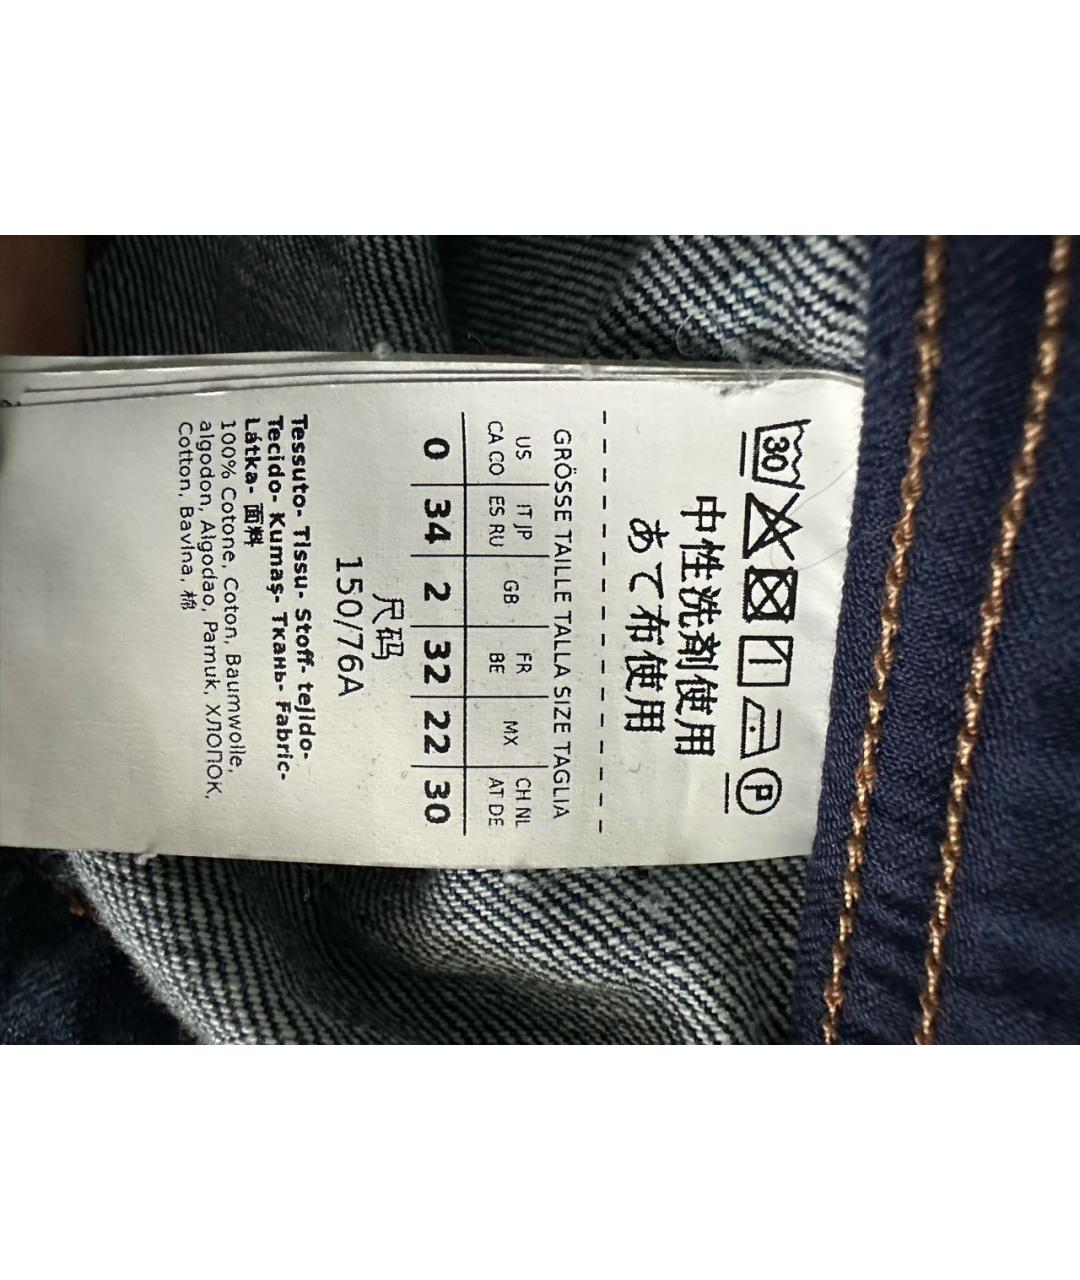 30
P
中性洗剤使用
あて布使用
GRÖSSE TAILLE TALLA SIZE TAGLIA
US IT JP GB FR MX CH NL
CA CO ES RU BE AT DE
0 34 2 32 22 30
尺码
150/76A
Tessuto- Tissu- Stoff- tejido-
Tecido- Kumaş- Ткань- Fabric-
Látka- 面料
100% Cotone, Coton, Baumwolle,
algodon, Algodao, Pamuk, ХЛОПОК,
Cotton, Bavlna, 棉